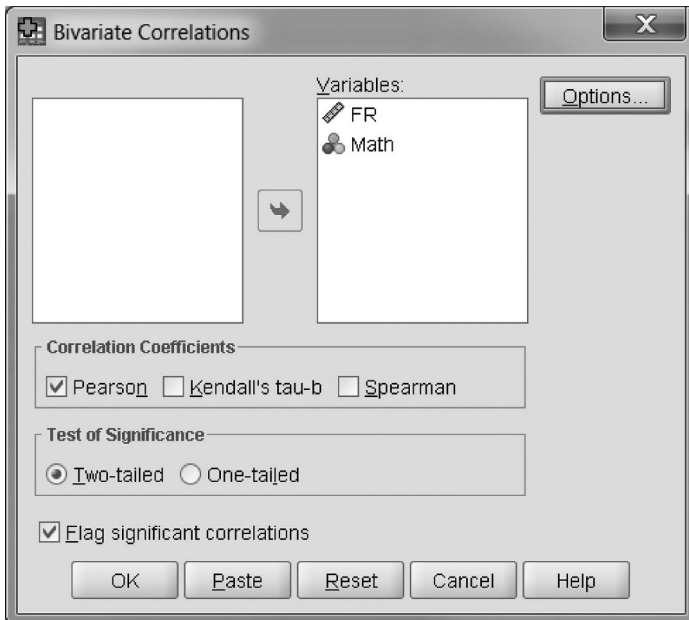 Bivariate Correlations
Variables:
Options...
FR
Math
Correlation Coefficients
Pearson Kendall's tau-b Spearman
Test of Significance
Two-tailed One-tailed
Flag significant correlations
OK Paste Reset Cancel Help